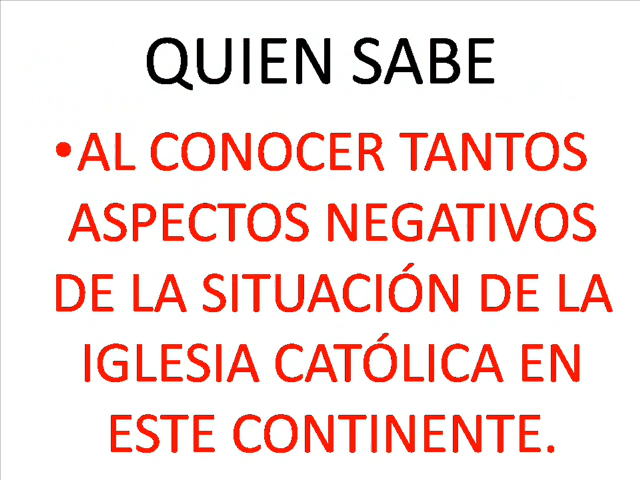 QUIEN SABE
•AL CONOCER TANTOS
ASPECTOS NEGATIVOS
DE LA SITUACIÓN DE LA
IGLESIA CATÓLICA EN
ESTE CONTINENTE.